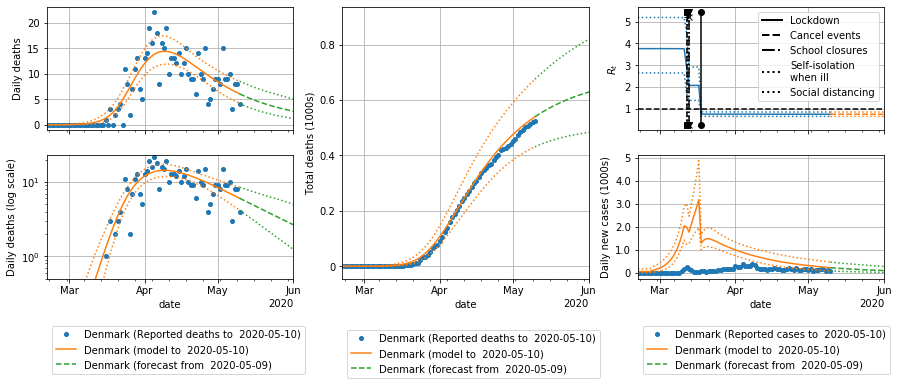 Daily deaths
20
15
10
5
0
Daily deaths (log scale)
10¹
10⁰
Mar
Apr
May
Jun
date
2020
Denmark (Reported deaths to 2020-05-10)
Denmark (model to 2020-05-10)
Denmark (forecast from 2020-05-09)
Total deaths (1000s)
0.8
0.6
0.4
0.2
0
Mar
Apr
May
Jun
date
2020
Denmark (Reported deaths to 2020-05-10)
Denmark (model to 2020-05-10)
Denmark (forecast from 2020-05-09)
Rₜ
5
4
3
2
1
Lockdown
Cancel events
School closures
Self-isolation
when ill
Social distancing
Daily new cases (1000s)
5.1
4.0
3.0
2.0
1.0
0
Mar
Apr
May
Jun
date
2020
Denmark (Reported cases to 2020-05-10)
Denmark (model to 2020-05-10)
Denmark (forecast from 2020-05-09)